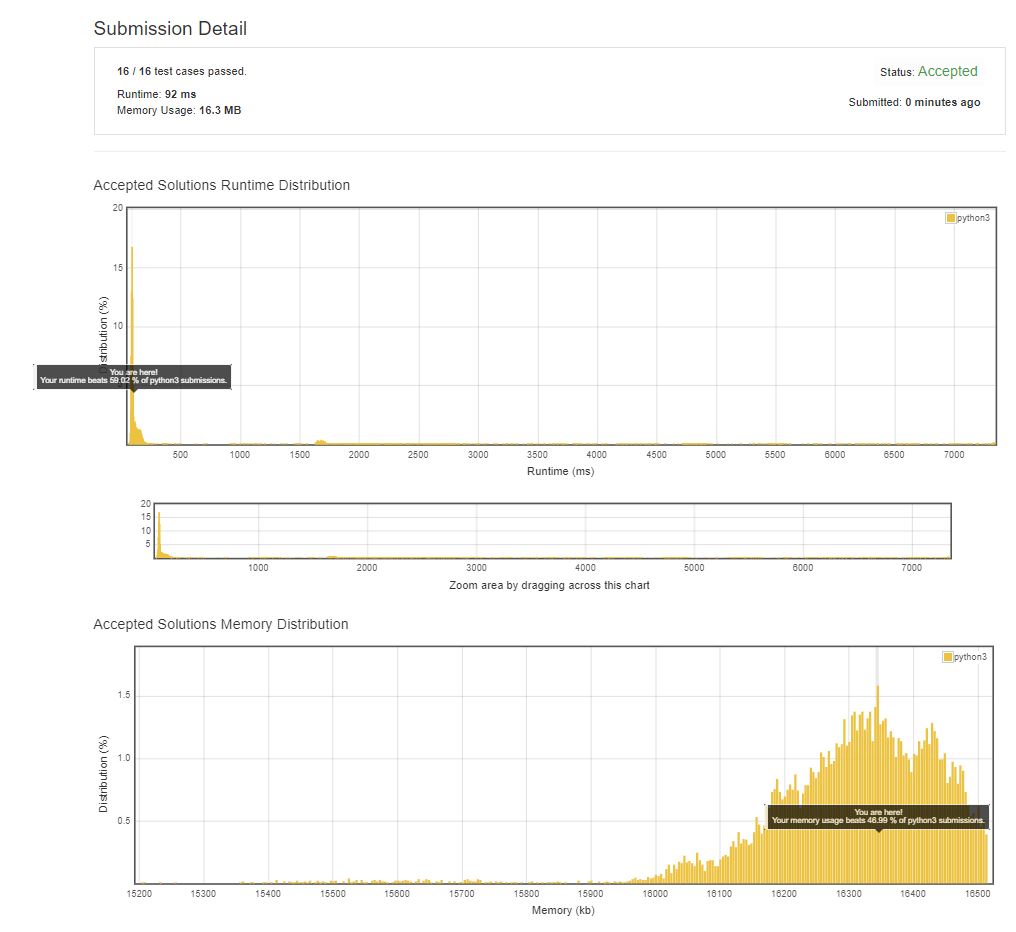 Submission Detail
16 / 16 test cases passed.
Status: Accepted
Runtime: 92 ms
Memory Usage: 16.3 MB
Submitted: 0 minutes ago
Accepted Solutions Runtime Distribution
20
15
10
5
Distribution (%)
python3
You are here!
Your runtime beats 59.02 % of python3 submissions.
500 1000 1500 2000 2500 3000 3500 4000 4500 5000 5500 6000 6500 7000
Runtime (ms)
20
15
10
5
1000 2000 3000 4000 5000 6000 7000
Zoom area by dragging across this chart
Accepted Solutions Memory Distribution
python3
1.5
1.0
0.5
Distribution (%)
You are here!
Your memory usage beats 46.99 % of python3 submissions.
15200 15300 15400 15500 15600 15700 15800 15900 16000 16100 16200 16300 16400 16500
Memory (kb)